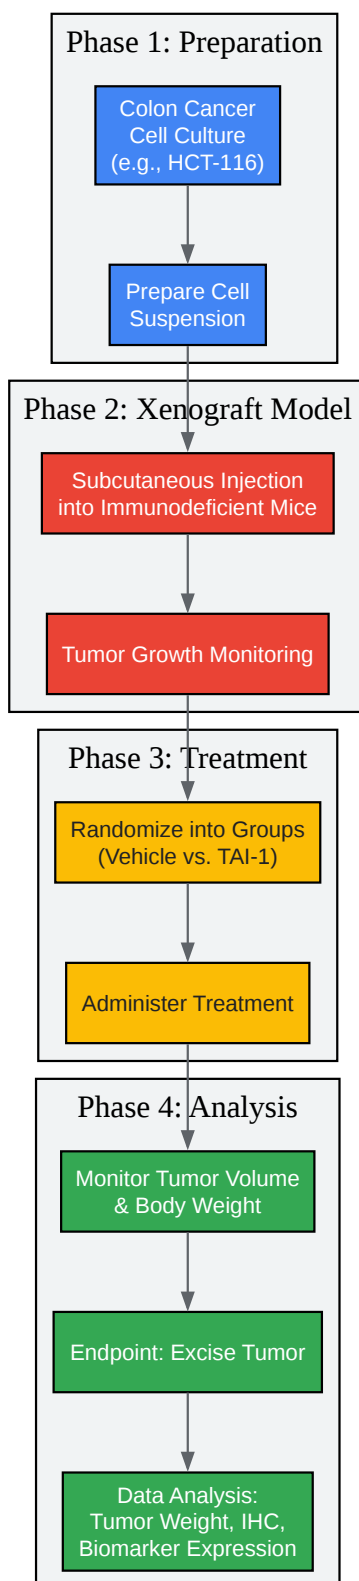 Phase 1: Preparation
Colon Cancer
Cell Culture
(e.g., HCT-116)
Prepare Cell
Suspension
Phase 2: Xenograft Model
Subcutaneous Injection
into Immunodeficient Mice
Tumor Growth Monitoring
Phase 3: Treatment
Randomize into Groups
(Vehicle vs. TAI-1)
Administer Treatment
Phase 4: Analysis
Monitor Tumor Volume
& Body Weight
Endpoint: Excise Tumor
Data Analysis:
Tumor Weight, IHC,
Biomarker Expression